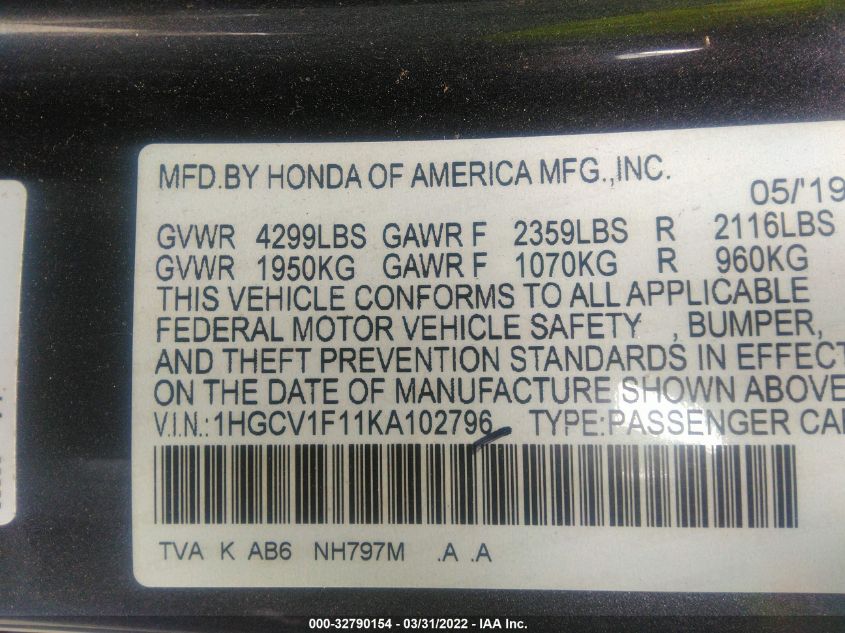 MFD.BY HONDA OF AMERICA MFG.,INC.
05/'19
GVWR 4299LBS GAWR F 2359LBS R 2116LBS
GVWR 1950KG GAWR F 1070KG R 960KG
THIS VEHICLE CONFORMS TO ALL APPLICABLE
FEDERAL MOTOR VEHICLE SAFETY , BUMPER,
AND THEFT PREVENTION STANDARDS IN EFFECT
ON THE DATE OF MANUFACTURE SHOWN ABOVE
V.I.N.:1HGCV1F11KA102796 TYPE:PASSENGER CAR
TVA K AB6 NH797M .A .A
000-32790154 - 03/31/2022 - IAA Inc.